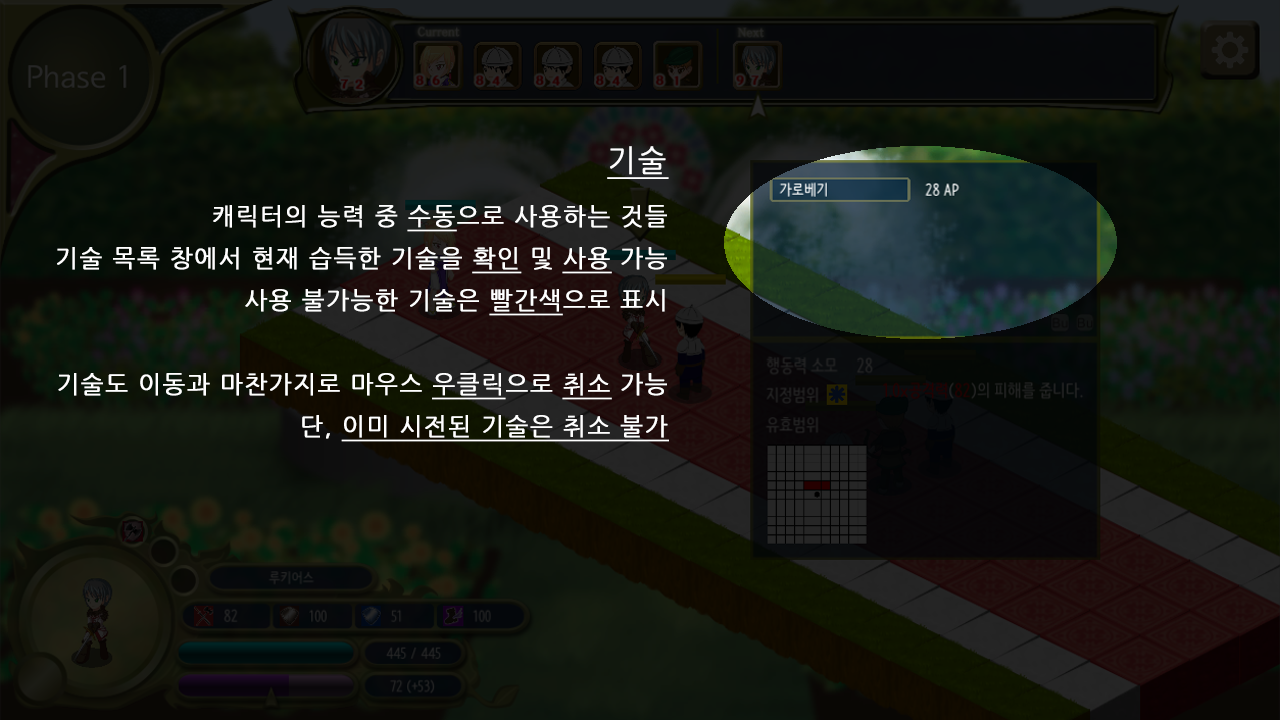 Phase 1
Current
Next
72
86
84
84
84
81
97
기술
캐릭터의 능력 중 수동으로 사용하는 것들
기술 목록 창에서 현재 습득한 기술을 확인 및 사용 가능
사용 불가능한 기술은 빨간색으로 표시
기술도 이동과 마찬가지로 마우스 우클릭으로 취소 가능
단, 이미 시전된 기술은 취소 불가
가로베기 28 AP
행동력 소모 28
지정범위
의 피해를 줍니다.
유효범위
루키어스
82 100 51 100
445 / 445
72 (+53)